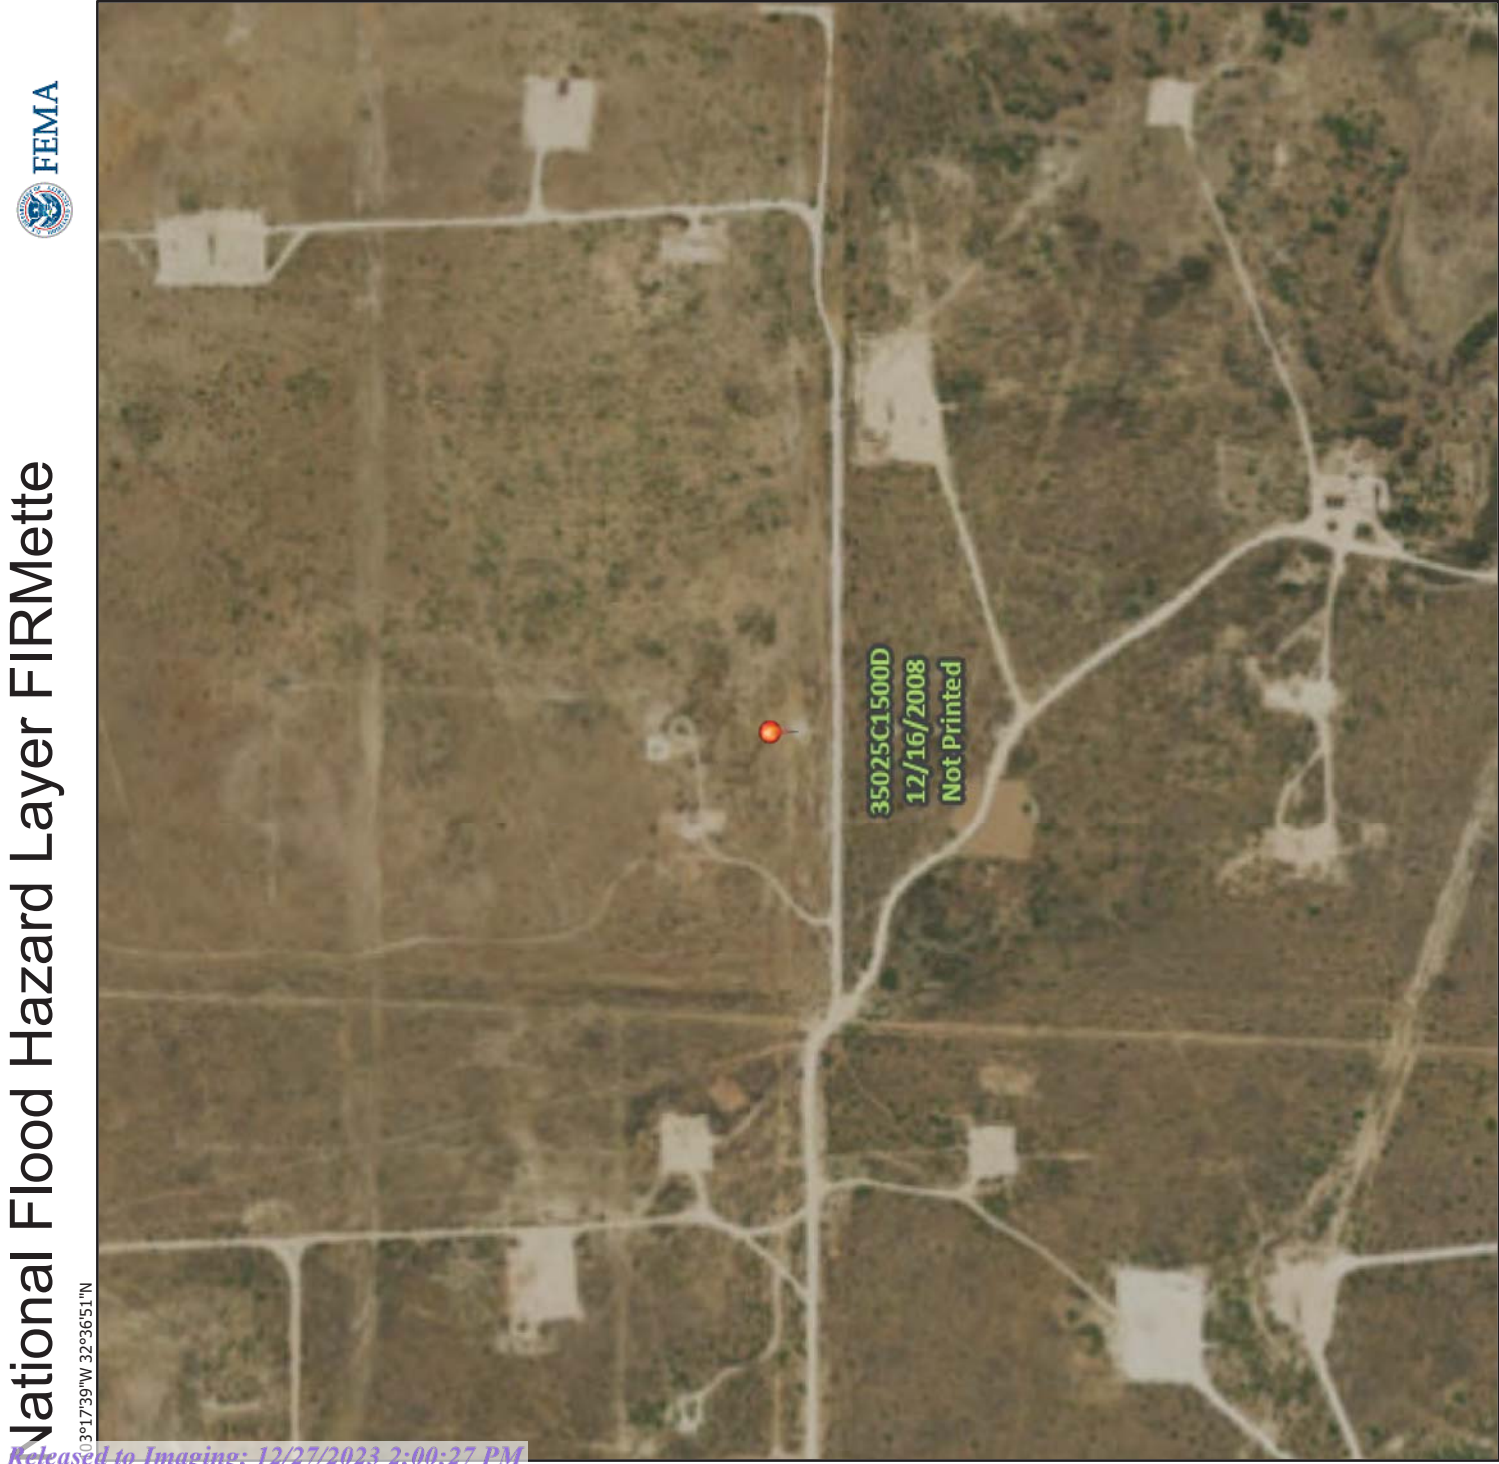 National Flood Hazard Layer FIRMette
FEMA
03°17'39"W 32°36'51"N
35025C1500D
12/16/2008
Not Printed
Released to Imaging: 12/27/2023 2:00:27 PM